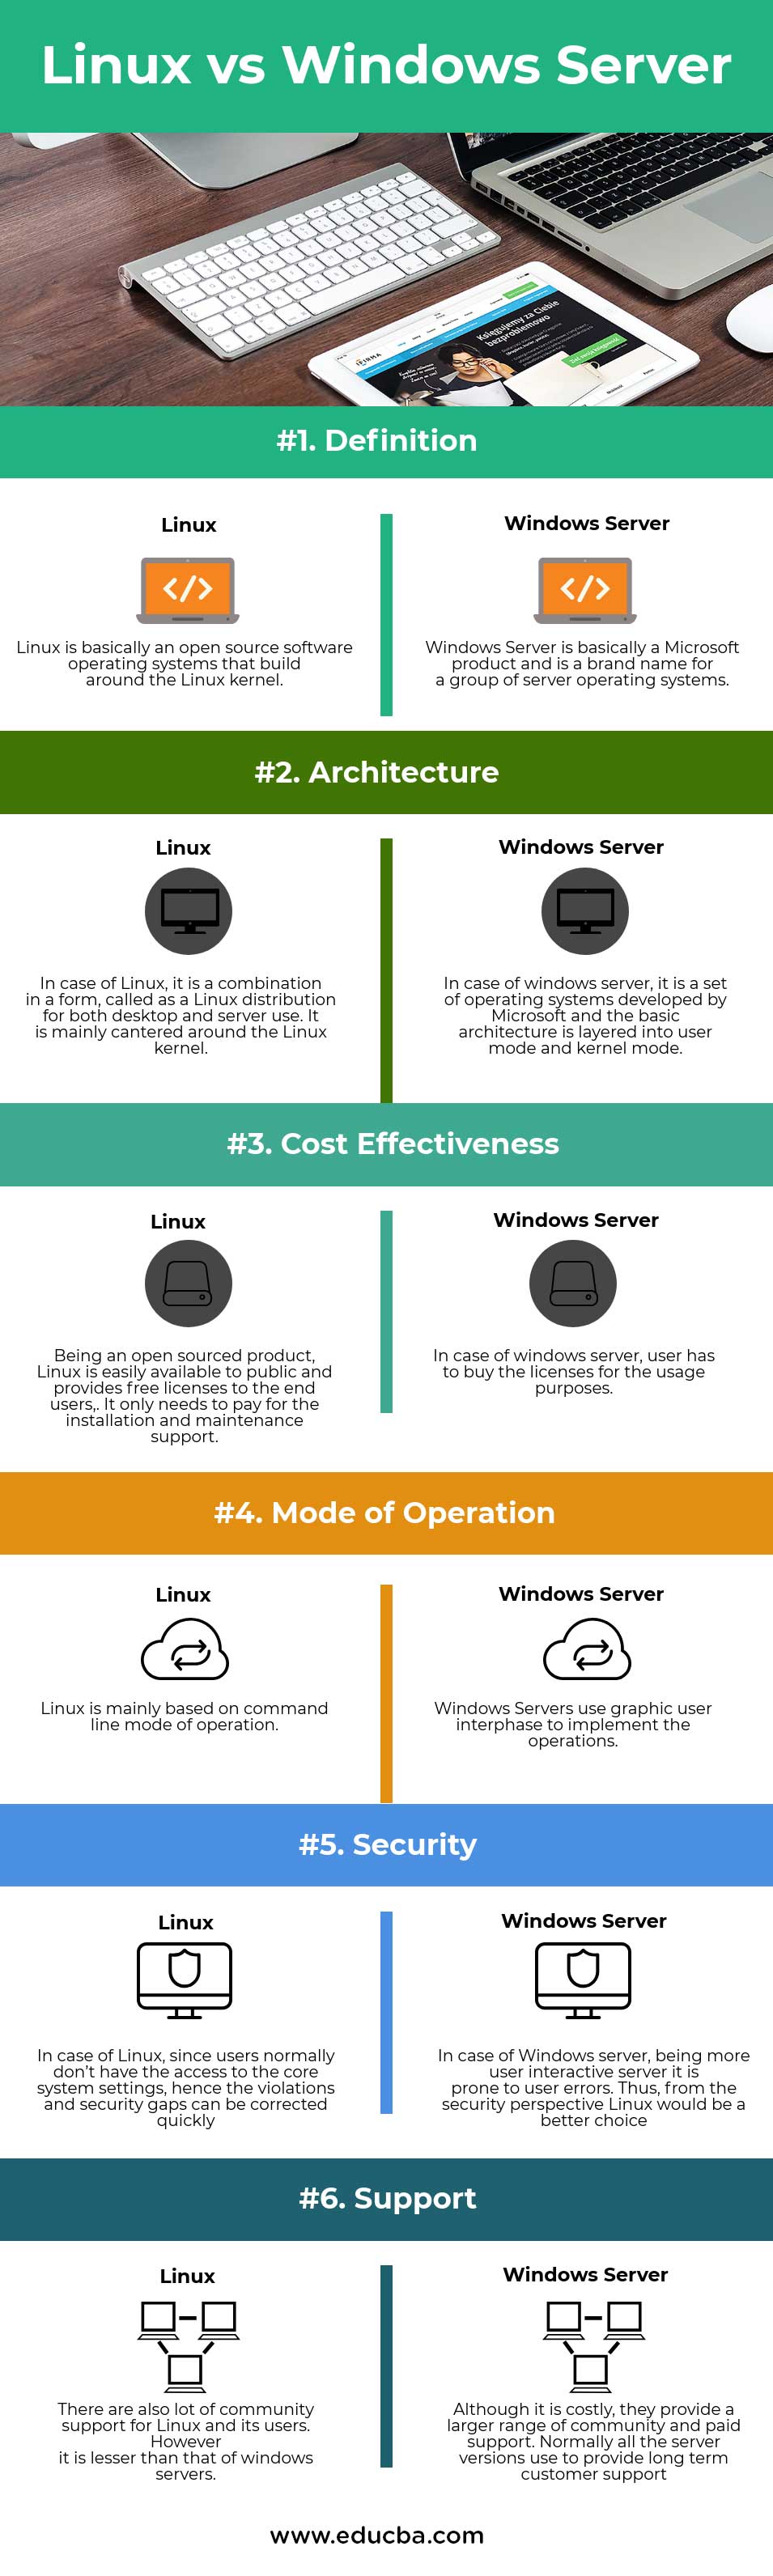 Linux vs Windows Server
IFIRMA
Księgujemy za Ciebie
bezproblemowo
#1. Definition
Linux
</>
Linux is basically an open source software
operating systems that build
around the Linux kernel.
Windows Server
</>
Windows Server is basically a Microsoft
product and is a brand name for
a group of server operating systems.
#2. Architecture
Linux
In case of Linux, it is a combination
in a form, called as a Linux distribution
for both desktop and server use. It
is mainly cantered around the Linux
kernel.
Windows Server
In case of windows server, it is a set
of operating systems developed by
Microsoft and the basic
architecture is layered into user
mode and kernel mode.
#3. Cost Effectiveness
Linux
Being an open sourced product,
Linux is easily available to public and
provides free licenses to the end
users,. It only needs to pay for the
installation and maintenance
support.
Windows Server
In case of windows server, user has
to buy the licenses for the usage
purposes.
#4. Mode of Operation
Linux
Linux is mainly based on command
line mode of operation.
Windows Server
Windows Servers use graphic user
interphase to implement the
operations.
#5. Security
Linux
In case of Linux, since users normally
don't have the access to the core
system settings, hence the violations
and security gaps can be corrected
quickly
Windows Server
In case of Windows server, being more
user interactive server it is
prone to user errors. Thus, from the
security perspective Linux would be a
better choice
#6. Support
Linux
There are also lot of community
support for Linux and its users.
However
it is lesser than that of windows
servers.
Windows Server
Although it is costly, they provide a
larger range of community and paid
support. Normally all the server
versions use to provide long term
customer support
www.educba.com